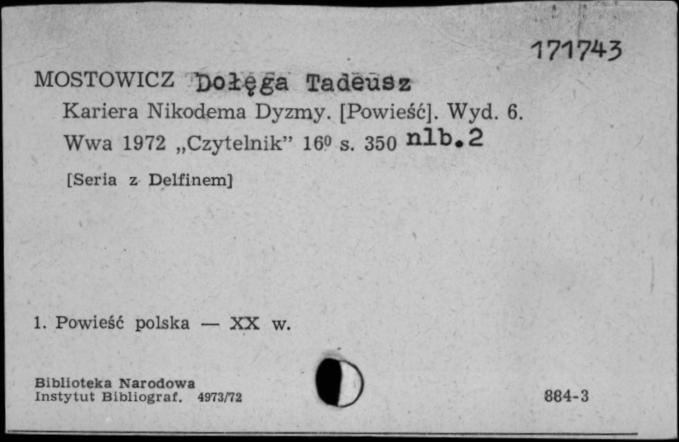 171743
MOSTOWICZ Dołęga Tadeusz
Kariera Nikodema Dyzmy. [Powieść]. Wyd. 6.
Wwa 1972 „Czytelnik” 16⁰ s. 350 nlb.2
[Seria z Delfinem]
1. Powieść polska — XX w.
Biblioteka Narodowa
Instytut Bibliograf. 4973/72
884-3